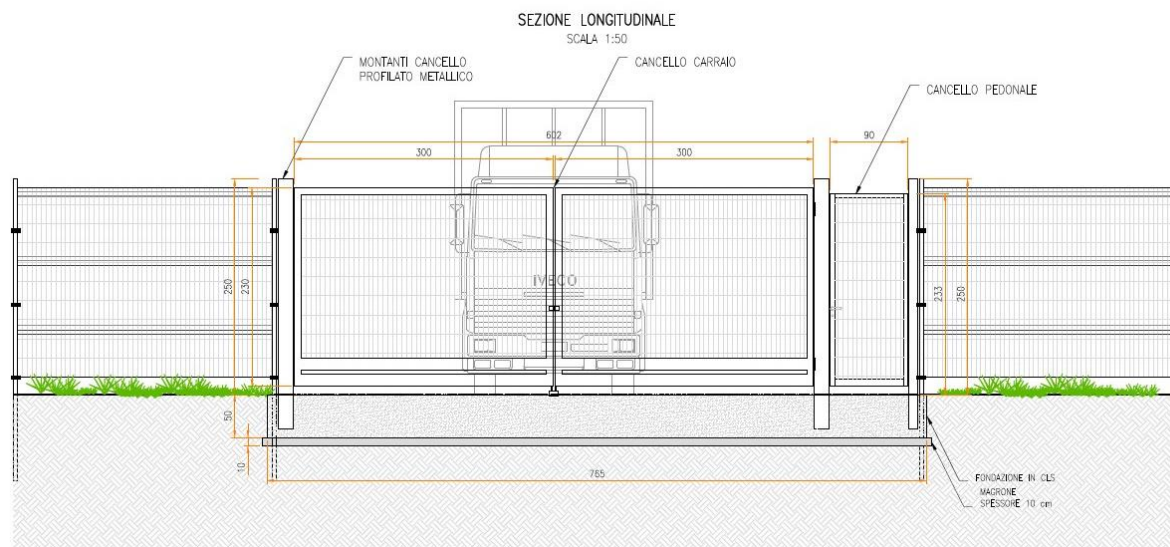 SEZIONE LONGITUDINALE
SCALA 1:50
MONTANTI CANCELLO
PROFILATO METALLICO
CANCELLO CARRAIO
CANCELLO PEDONALE
602
90
300
300
IVECO
250
230
233
250
50
10
765
FONDAZIONE IN CLS
MAGRONE
SPESSORE 10 cm